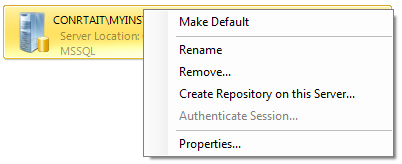 CONRTAIT\MYINS
Server Location:
MSSQL
Make Default
Rename
Remove...
Create Repository on this Server...
Authenticate Session...
Properties...